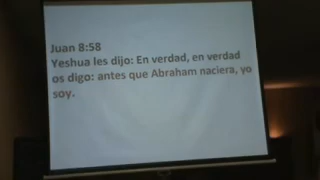 Juan 8:58
Yeshua les dijo: En verdad, en verdad
os digo: antes que Abraham naciera, yo
soy.